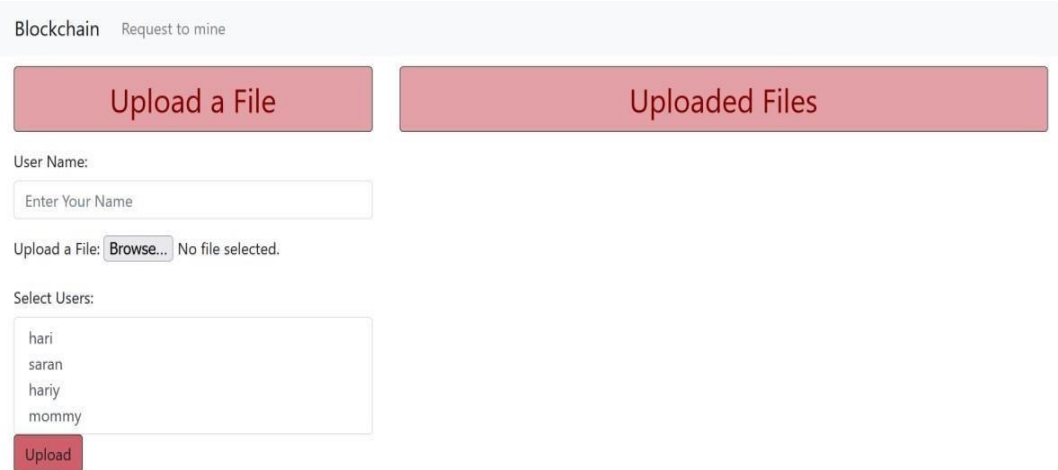 Blockchain Request to mine
Upload a File
Uploaded Files
User Name:
Enter Your Name
Upload a File: Browse... No file selected.
Select Users:
hari
saran
hariy
mommy
Upload